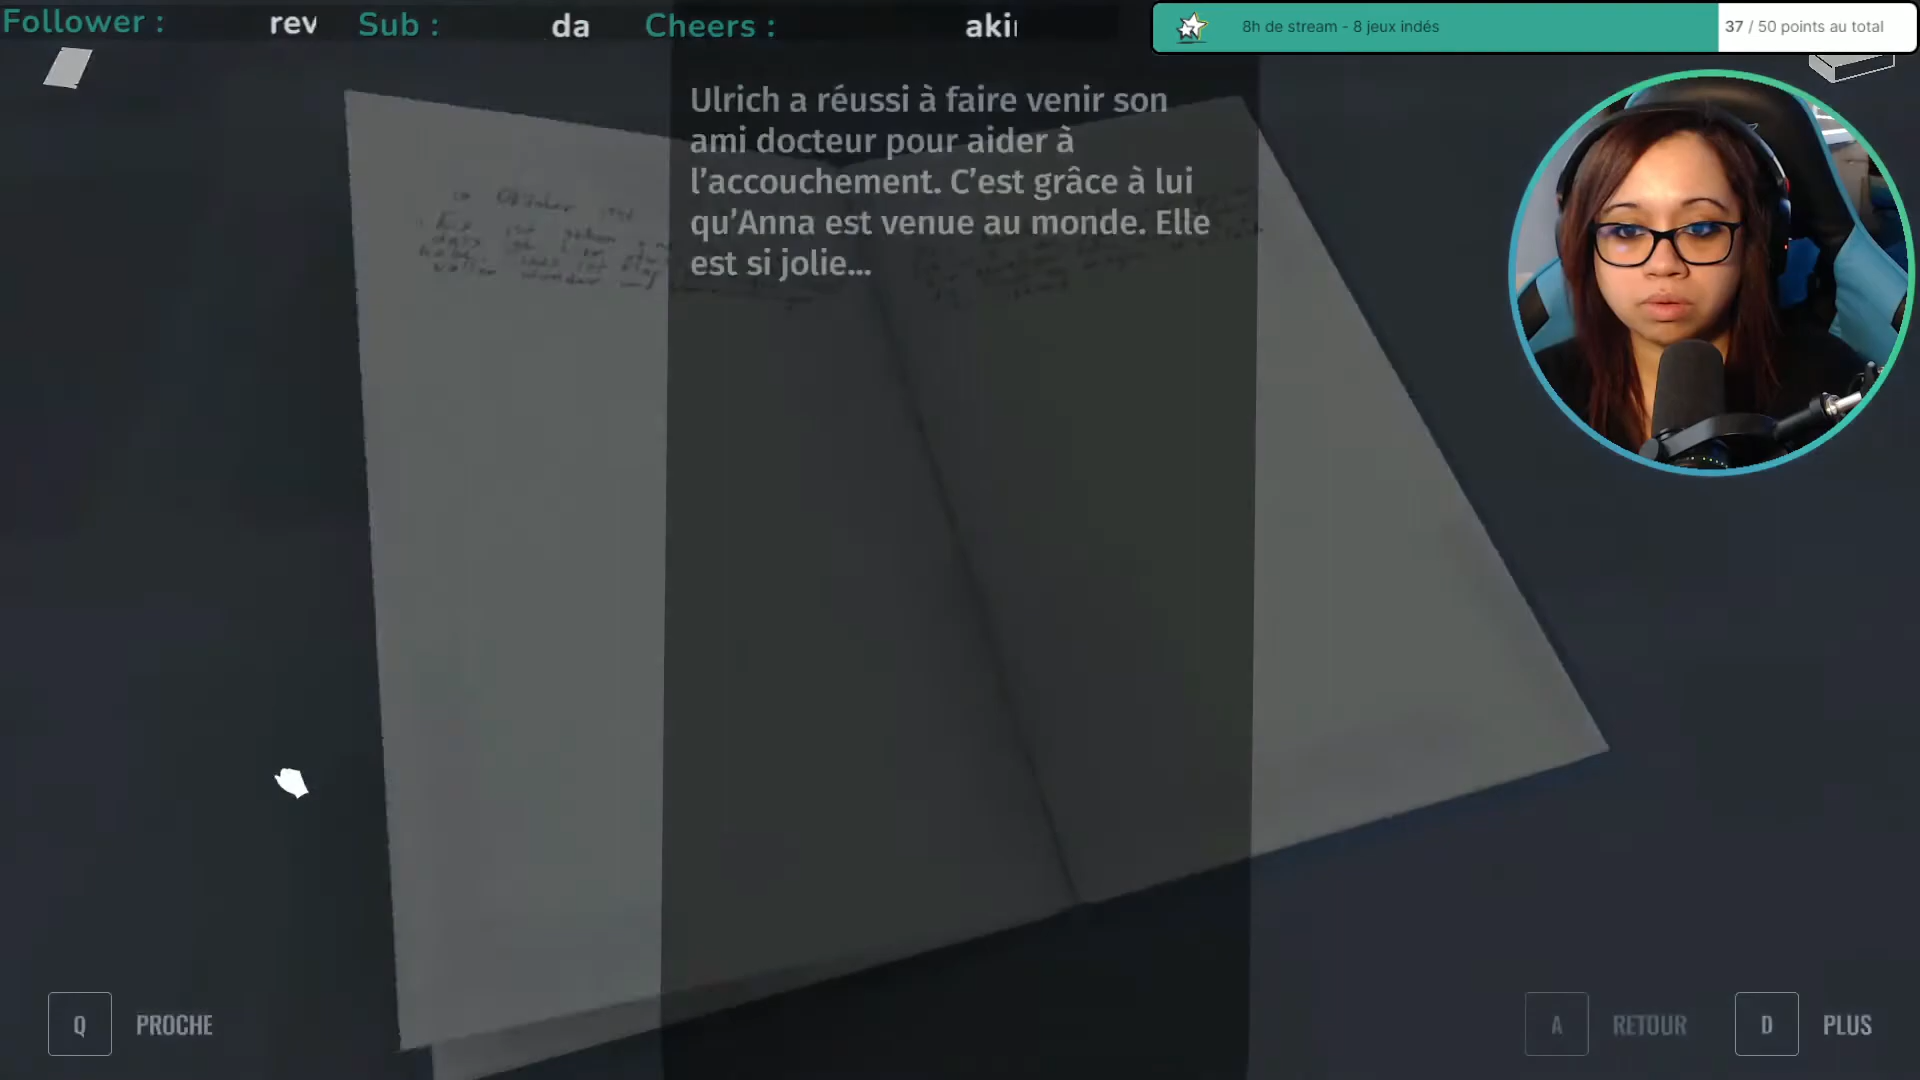 Follower :
rev
Sub :
da
Cheers :
aki
8h de stream - 8 jeux indés
37 / 50 points au total
Ulrich a réussi à faire venir son
ami docteur pour aider à
l’accouchement. C’est grâce à lui
qu’Anna est venue au monde. Elle
est si jolie...
Q
PROCHE
A
RETOUR
D
PLUS